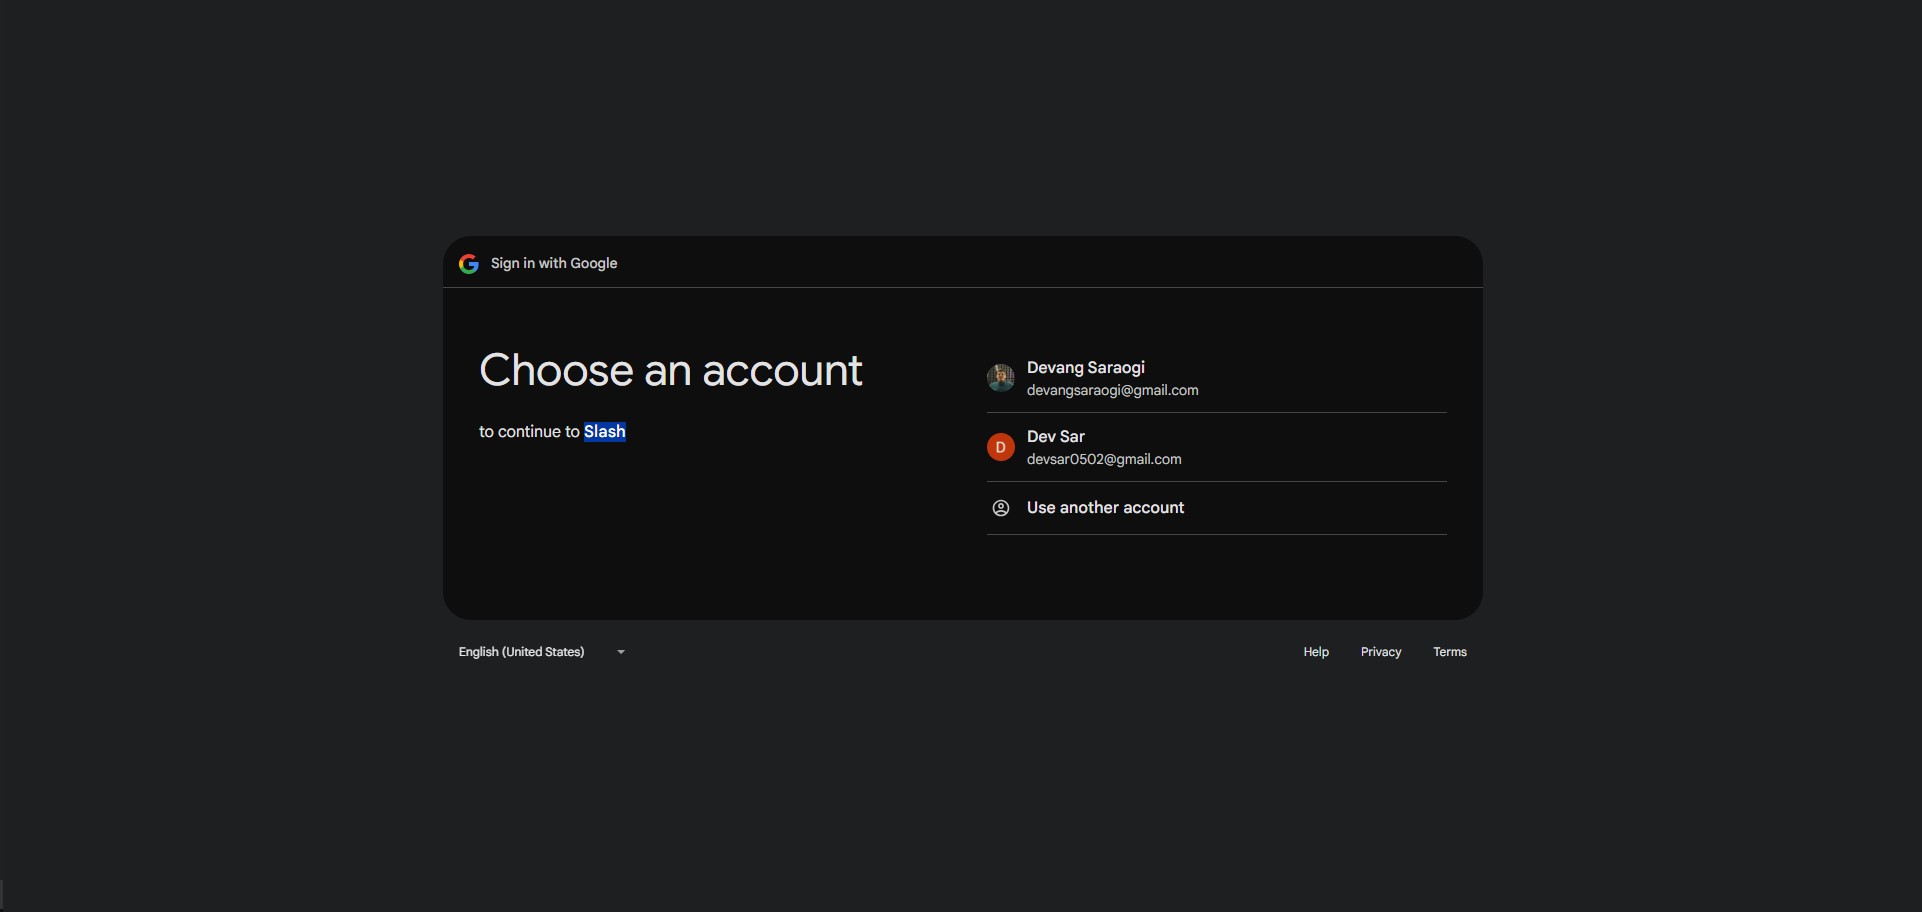 Sign in with Google
Choose an account
to continue to Slash
Devang Saraogi
devangsaraogi@gmail.com
D
Dev Sar
devsar0502@gmail.com
Use another account
English (United States)
Help
Privacy
Terms